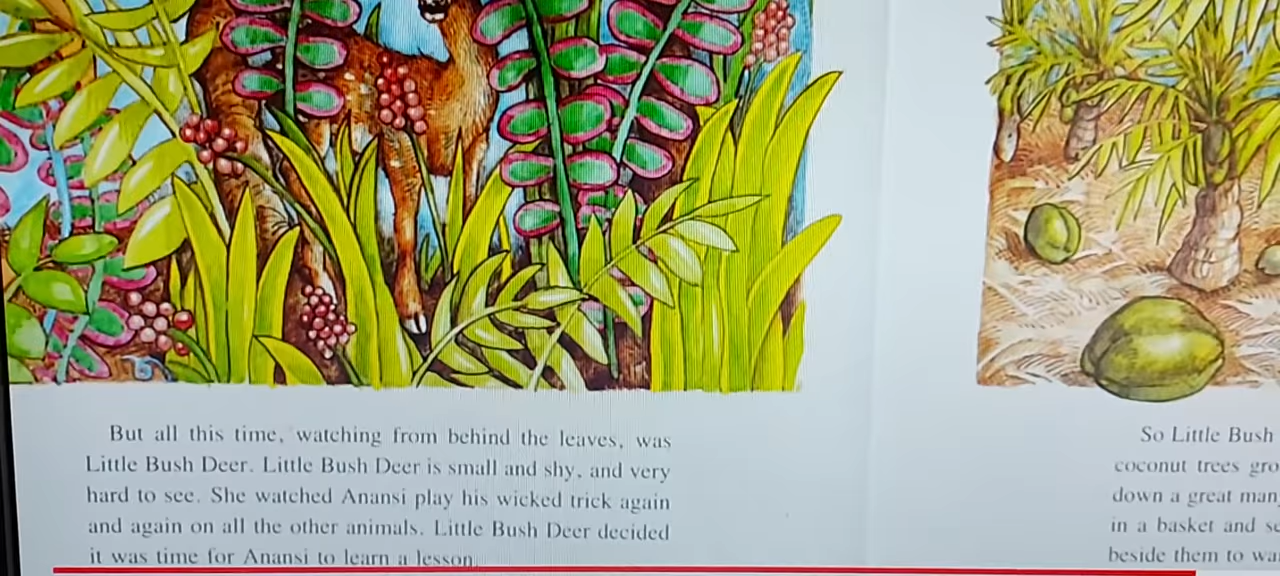 But all this time, watching from behind the leaves, was
Little Bush Deer. Little Bush Deer is small and shy, and very
hard to see. She watched Anansi play his wicked trick again
and again on all the other animals. Little Bush Deer decided
it was time for Anansi to learn a lesson.
So Little Bush
coconut trees gro
down a great man
in a basket and se
beside them to wa